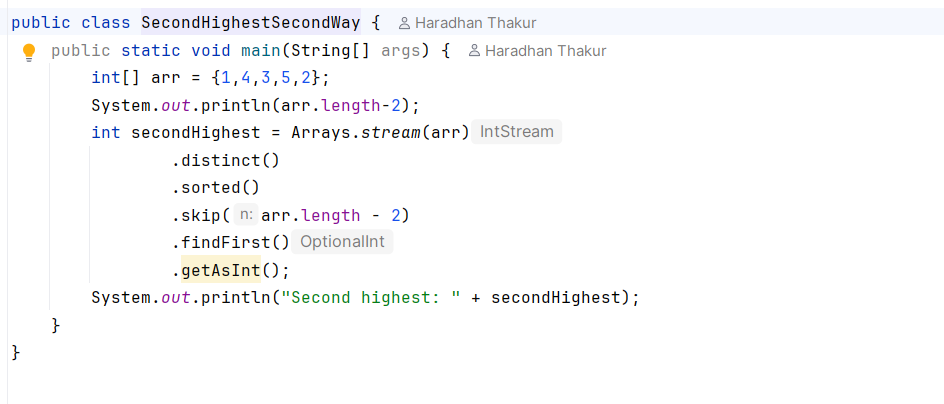 public class SecondHighestSecondWay { Haradhan Thakur
public static void main(String[] args) { Haradhan Thakur
int[] arr = {1,4,3,5,2};
System.out.println(arr.length-2);
int secondHighest = Arrays.stream(arr) IntStream
.distinct()
.sorted()
.skip( n: arr.length - 2)
.findFirst() OptionalInt
.getAsInt();
System.out.println("Second highest: " + secondHighest);
}
}